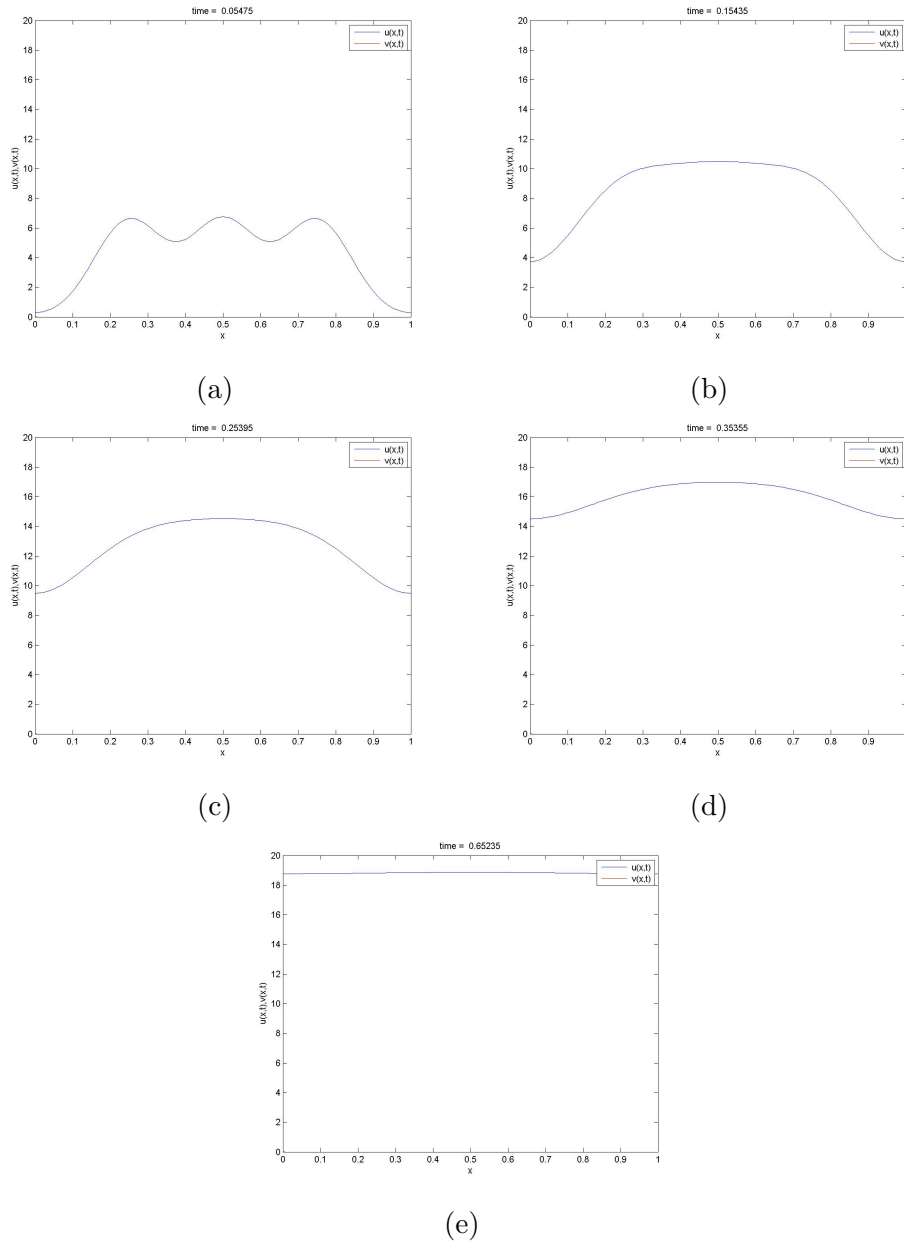 time = 0.05475
u(x,t)
v(x,t)
u(x,t),v(x,t)
20
18
16
14
12
10
8
6
4
2
0
0 0.1 0.2 0.3 0.4 0.5 0.6 0.7 0.8 0.9 1
x
(a)
time = 0.15435
u(x,t)
v(x,t)
u(x,t),v(x,t)
20
18
16
14
12
10
8
6
4
2
0
0 0.1 0.2 0.3 0.4 0.5 0.6 0.7 0.8 0.9
x
(b)
time = 0.25395
u(x,t)
v(x,t)
u(x,t),v(x,t)
20
18
16
14
12
10
8
6
4
2
0
0 0.1 0.2 0.3 0.4 0.5 0.6 0.7 0.8 0.9 1
x
(c)
time = 0.35355
u(x,t)
v(x,t)
u(x,t),v(x,t)
20
18
16
14
12
10
8
6
4
2
0
0 0.1 0.2 0.3 0.4 0.5 0.6 0.7 0.8 0.9
x
(d)
time = 0.65235
u(x,t)
v(x,t)
u(x,t),v(x,t)
20
18
16
14
12
10
8
6
4
2
0
0 0.1 0.2 0.3 0.4 0.5 0.6 0.7 0.8 0.9 1
x
(e)